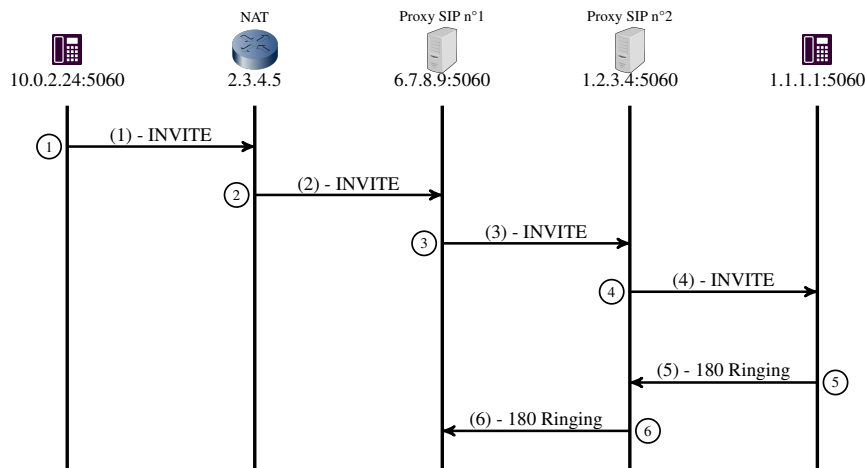 NAT
Proxy SIP n°1
Proxy SIP n°2
10.0.2.24:5060
2.3.4.5
6.7.8.9:5060
1.2.3.4:5060
1.1.1.1:5060
(1) - INVITE
1
(2) - INVITE
2
(3) - INVITE
3
(4) - INVITE
4
(5) - 180 Ringing
5
(6) - 180 Ringing
6